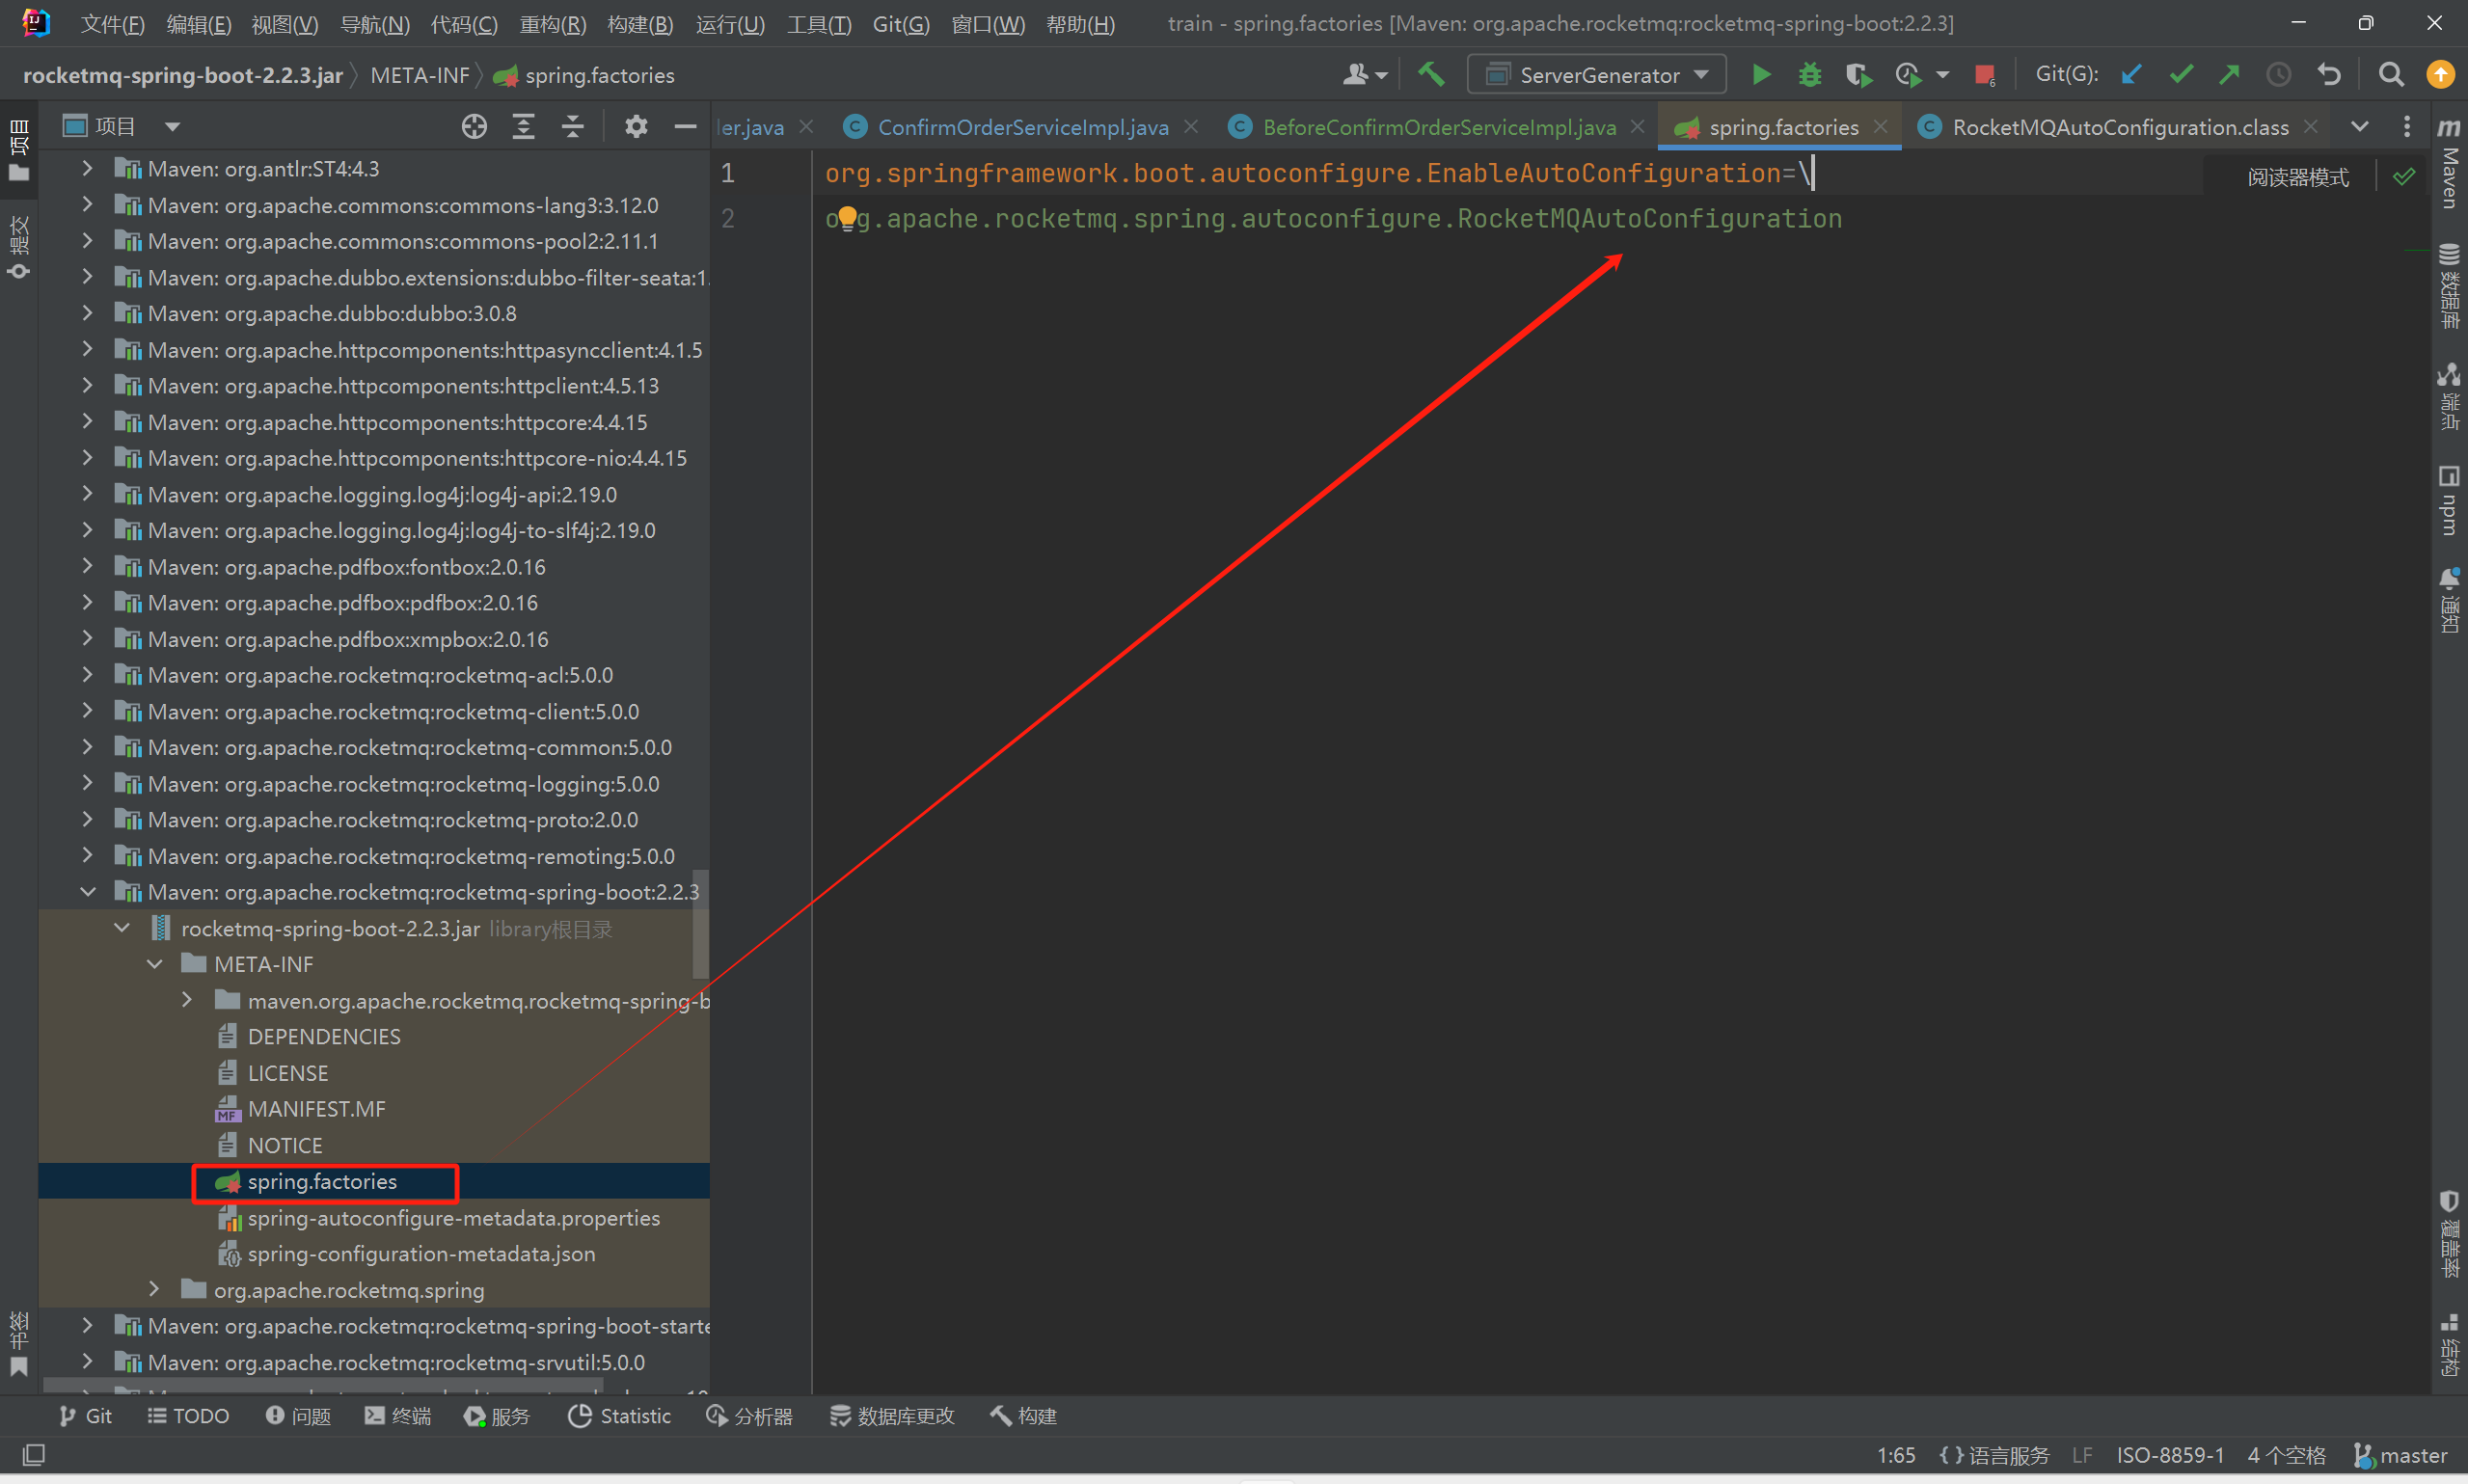 文件(F) 编辑(E) 视图(V) 导航(N) 代码(C) 重构(R) 构建(B) 运行(U) 工具(T) Git(G) 窗口(W) 帮助(H) train - spring.factories [Maven: org.apache.rocketmq:rocketmq-spring-boot:2.2.3]
rocketmq-spring-boot-2.2.3.jar META-INF spring.factories ServerGenerator 6 Git(G):
项目 ler.java ConfirmOrderServiceImpl.java BeforeConfirmOrderServiceImpl.java spring.factories RocketMQAutoConfiguration.class
项目
提交
书签
Maven: org.antlr:ST4:4.3
Maven: org.apache.commons:commons-lang3:3.12.0
Maven: org.apache.commons:commons-pool2:2.11.1
Maven: org.apache.dubbo.extensions:dubbo-filter-seata:1.
Maven: org.apache.dubbo:dubbo:3.0.8
Maven: org.apache.httpcomponents:httpasyncclient:4.1.5
Maven: org.apache.httpcomponents:httpclient:4.5.13
Maven: org.apache.httpcomponents:httpcore:4.4.15
Maven: org.apache.httpcomponents:httpcore-nio:4.4.15
Maven: org.apache.logging.log4j:log4j-api:2.19.0
Maven: org.apache.logging.log4j:log4j-to-slf4j:2.19.0
Maven: org.apache.pdfbox:fontbox:2.0.16
Maven: org.apache.pdfbox:pdfbox:2.0.16
Maven: org.apache.pdfbox:xmpbox:2.0.16
Maven: org.apache.rocketmq:rocketmq-acl:5.0.0
Maven: org.apache.rocketmq:rocketmq-client:5.0.0
Maven: org.apache.rocketmq:rocketmq-common:5.0.0
Maven: org.apache.rocketmq:rocketmq-logging:5.0.0
Maven: org.apache.rocketmq:rocketmq-proto:2.0.0
Maven: org.apache.rocketmq:rocketmq-remoting:5.0.0
Maven: org.apache.rocketmq:rocketmq-spring-boot:2.2.3
rocketmq-spring-boot-2.2.3.jar library根目录
META-INF
maven.org.apache.rocketmq.rocketmq-spring-b
DEPENDENCIES
LICENSE
MANIFEST.MF
NOTICE
spring.factories
spring-autoconfigure-metadata.properties
spring-configuration-metadata.json
org.apache.rocketmq.spring
Maven: org.apache.rocketmq:rocketmq-spring-boot-starte
Maven: org.apache.rocketmq:rocketmq-srvutil:5.0.0
1 org.springframework.boot.autoconfigure.EnableAutoConfiguration=\
2 org.apache.rocketmq.spring.autoconfigure.RocketMQAutoConfiguration
阅读器模式
m Maven
数据库
端点
npm
通知
覆盖率
结构
Git TODO 问题 终端 服务 Statistic 分析器 数据库更改 构建
1:65 {} 语言服务 LF ISO-8859-1 4 个空格 master